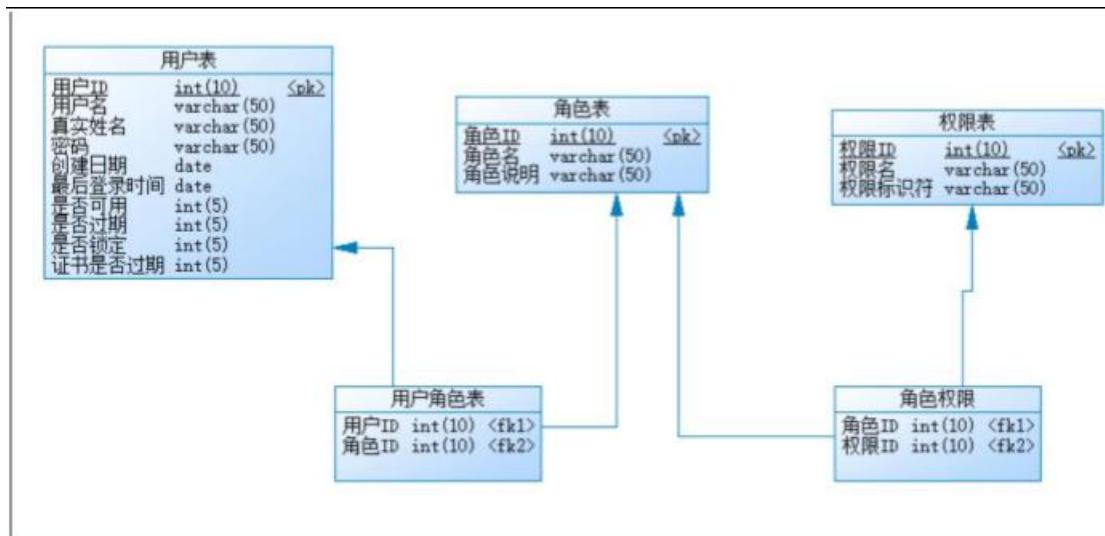 用户表
用户ID int(10) <pk>
用户名 varchar(50)
真实姓名 varchar(50)
密码 varchar(50)
创建日期 date
最后登录时间 date
是否可用 int(5)
是否过期 int(5)
是否锁定 int(5)
证书是否过期 int(5)
角色表
角色ID int(10) <pk>
角色名 varchar(50)
角色说明 varchar(50)
权限表
权限ID int(10) <pk>
权限名 varchar(50)
权限标识符 varchar(50)
用户角色表
用户ID int(10) <fk1>
角色ID int(10) <fk2>
角色权限
角色ID int(10) <fk1>
权限ID int(10) <fk2>